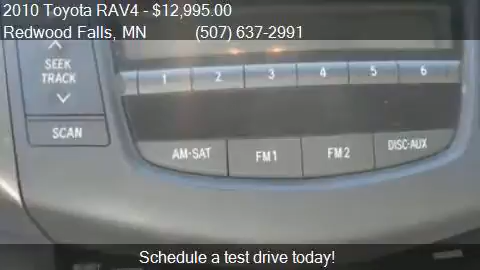 2010 Toyota RAV4 - $12,995.00
Redwood Falls, MN (507) 637-2991
SEEK
TRACK
1 2 3 4 5 6
SCAN
AM-SAT FM1 FM2 DISC-AUX
Schedule a test drive today!